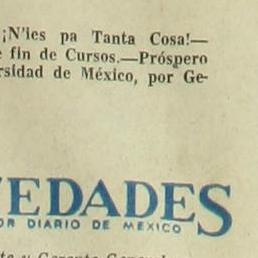 ¡N'ies pa Tanta Cosa!—
fin de Cursos.—Próspero
rsidad de México, por Ge-
VEDADES
OR DIARIO DE MEXICO